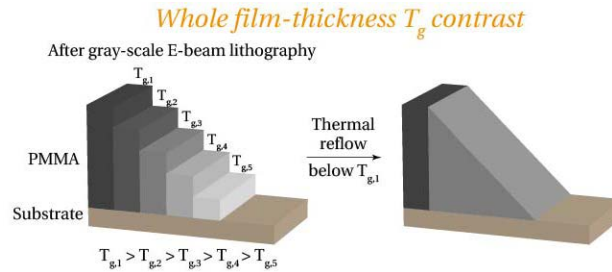 Whole film-thickness Tg contrast
After gray-scale E-beam lithography
Tg,1
Tg,2
Tg,3
Tg,4
Tg,5
PMMA
Substrate
Thermal
reflow
below Tg,1
Tg,1 > Tg,2 > Tg,3 > Tg,4 > Tg,5